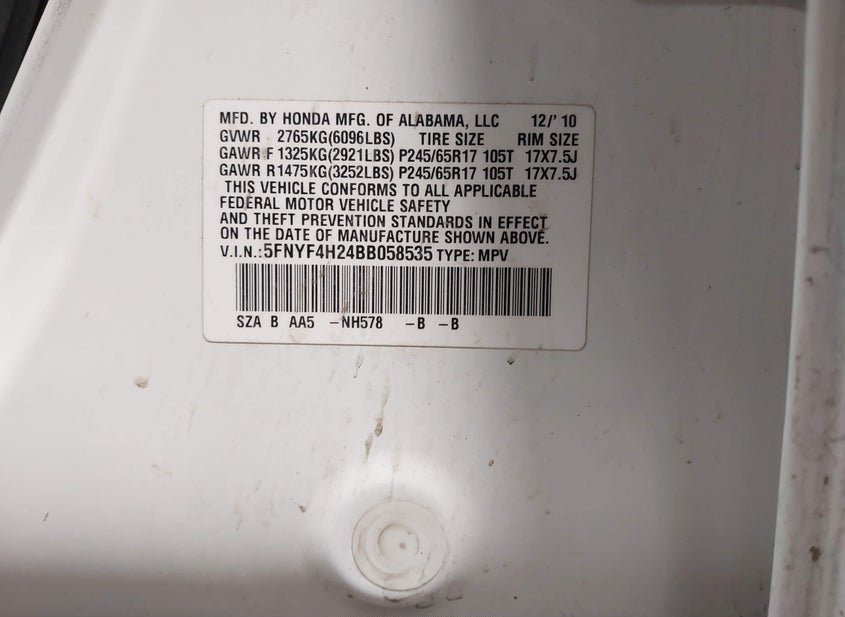 MFD. BY HONDA MFG. OF ALABAMA, LLC 12/'10
GVWR 2765KG(6096LBS) TIRE SIZE RIM SIZE
GAWR F 1325KG(2921LBS) P245/65R17 105T 17X7.5J
GAWR R1475KG(3252LBS) P245/65R17 105T 17X7.5J
THIS VEHICLE CONFORMS TO ALL APPLICABLE
FEDERAL MOTOR VEHICLE SAFETY
AND THEFT PREVENTION STANDARDS IN EFFECT
ON THE DATE OF MANUFACTURE SHOWN ABOVE.
V.I.N.:5FNYF4H24BB058535 TYPE: MPV
SZA B AA5 -NH578 -B -B